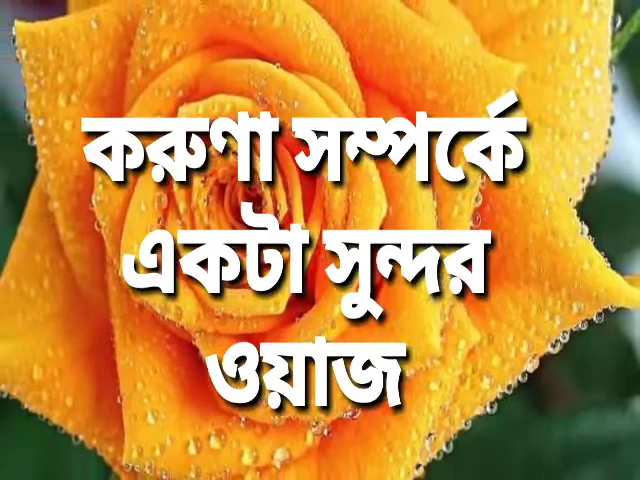 করুণা সম্পর্কে
একটা সুন্দর
ওয়াজ